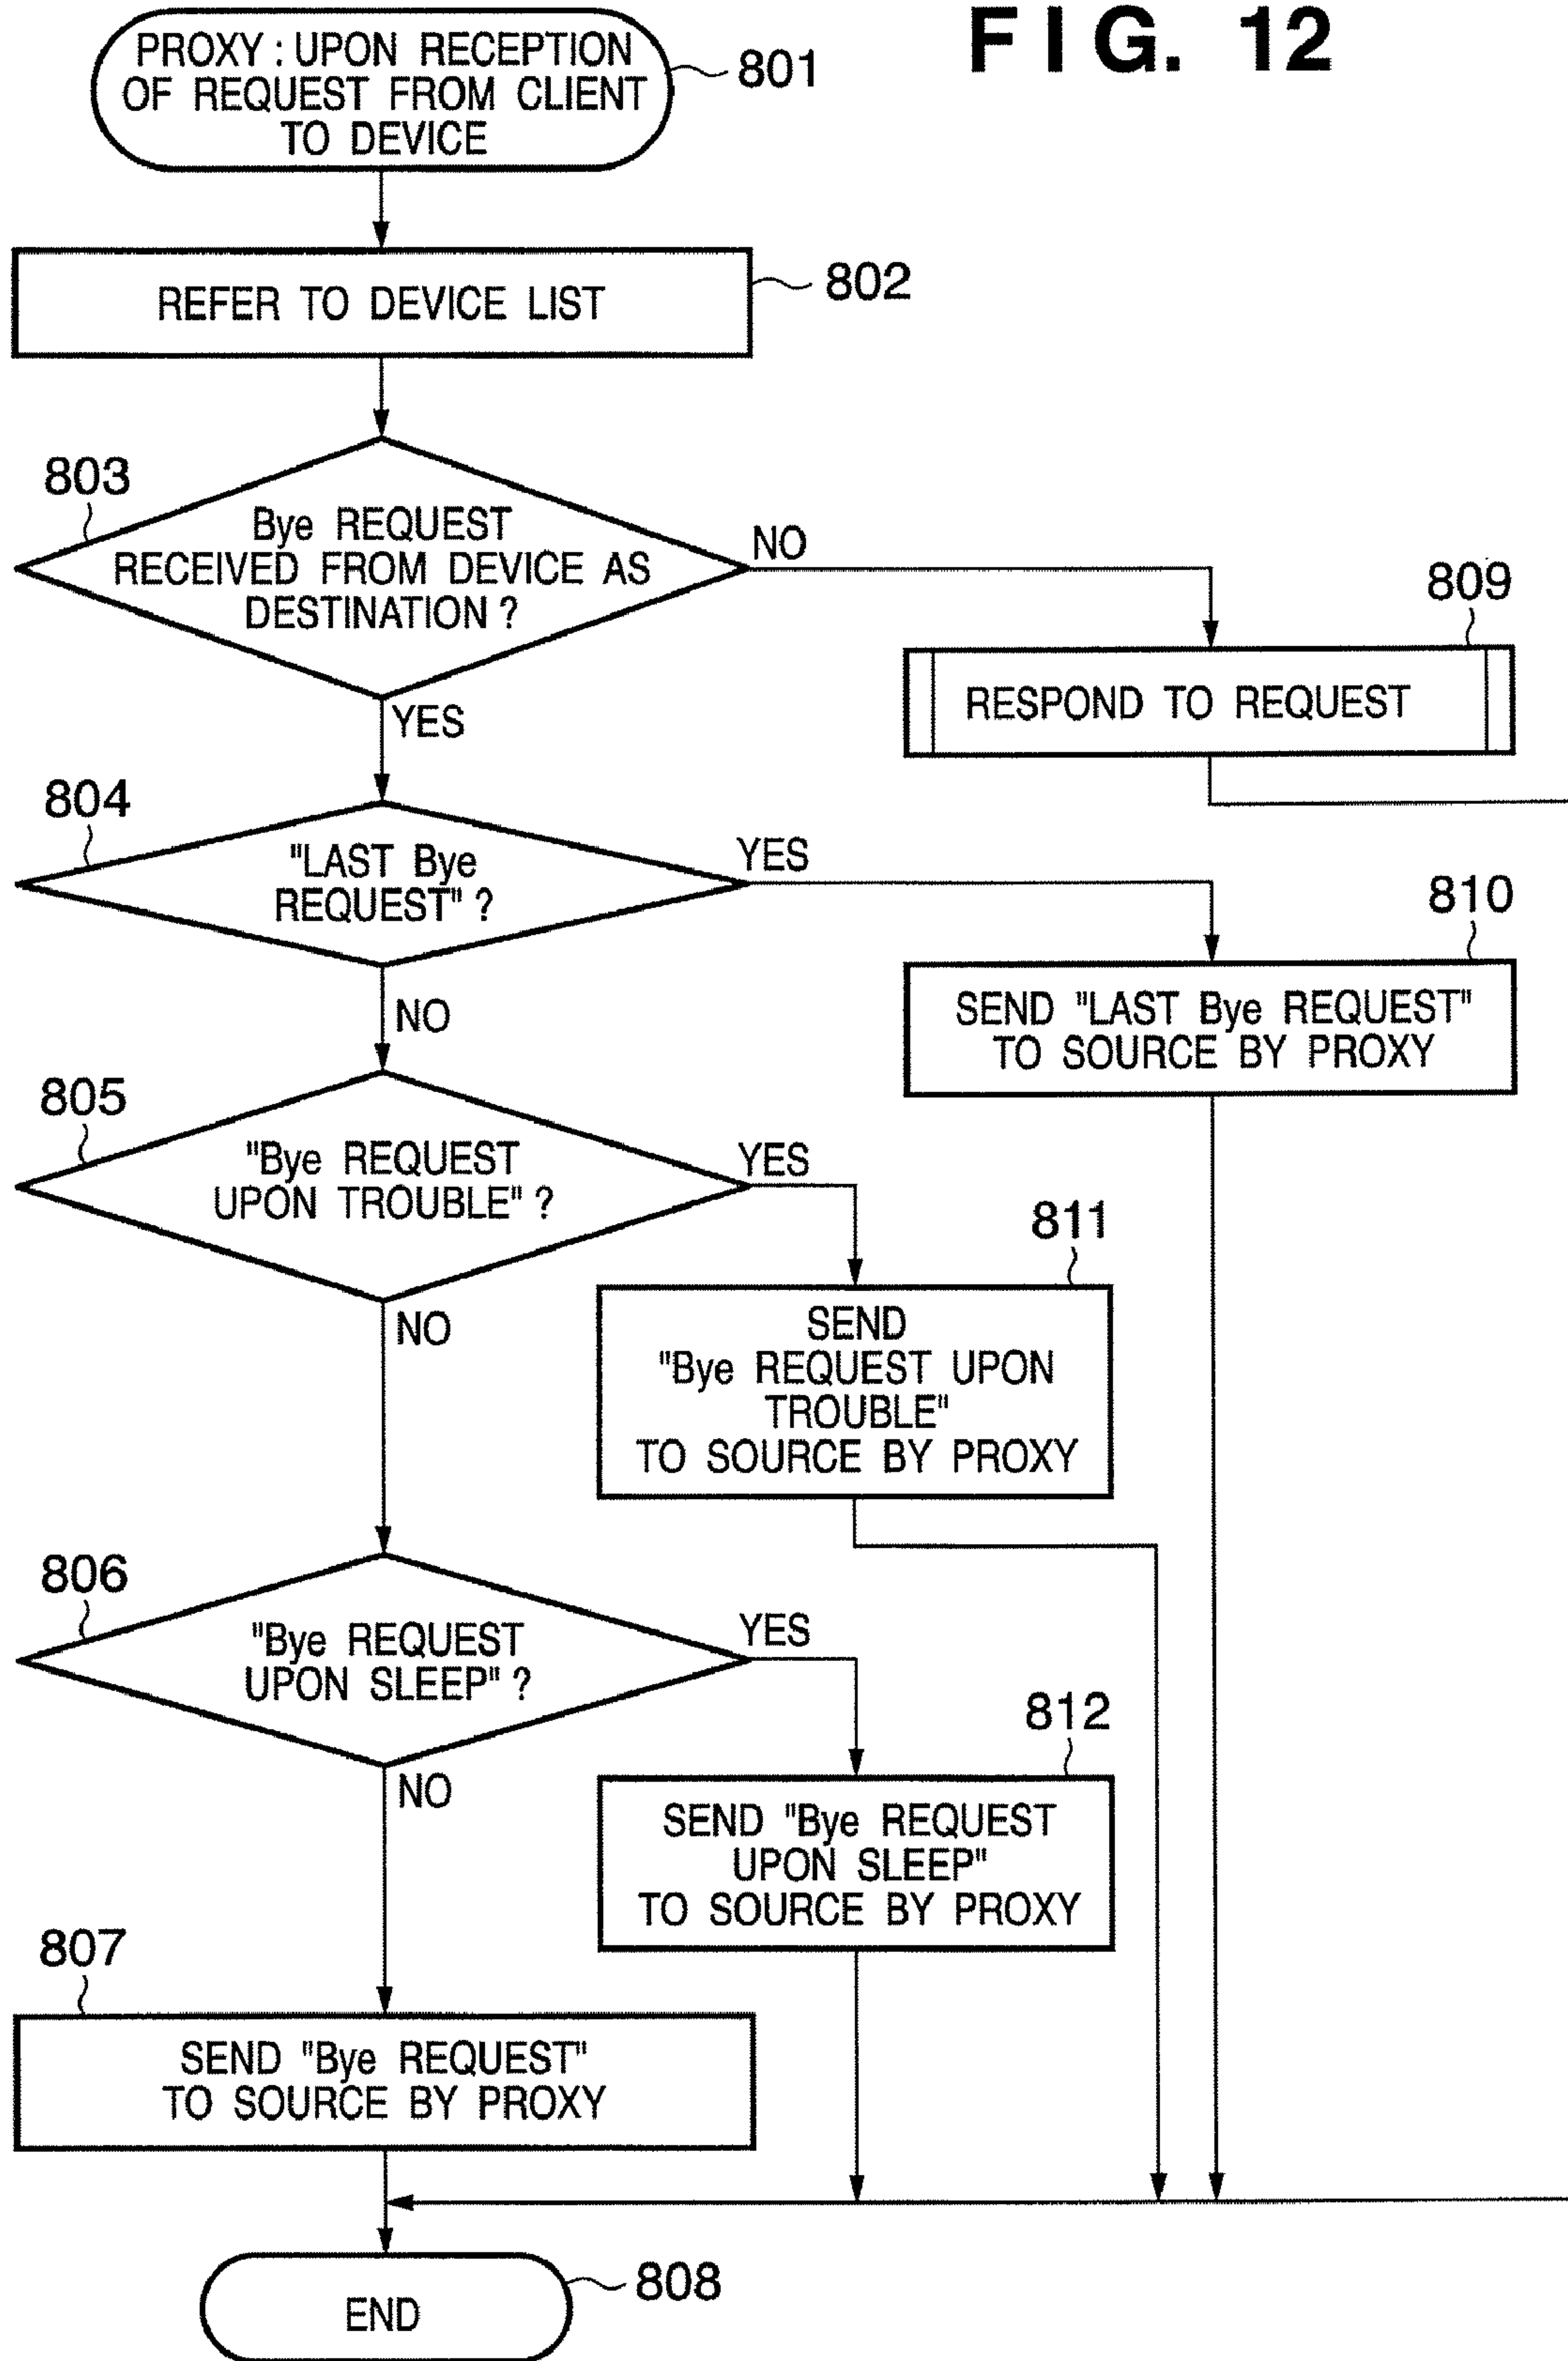 FIG. 12
PROXY : UPON RECEPTION
OF REQUEST FROM CLIENT
TO DEVICE
801
REFER TO DEVICE LIST
802
803
Bye REQUEST
RECEIVED FROM DEVICE AS
DESTINATION ?
NO
YES
809
RESPOND TO REQUEST
804
"LAST Bye
REQUEST" ?
YES
NO
810
SEND "LAST Bye REQUEST"
TO SOURCE BY PROXY
805
"Bye REQUEST
UPON TROUBLE" ?
YES
NO
811
SEND
"Bye REQUEST UPON
TROUBLE"
TO SOURCE BY PROXY
806
"Bye REQUEST
UPON SLEEP" ?
YES
NO
812
SEND "Bye REQUEST
UPON SLEEP"
TO SOURCE BY PROXY
807
SEND "Bye REQUEST"
TO SOURCE BY PROXY
END
808